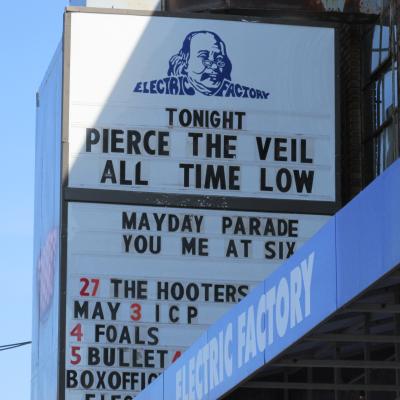 ELECTRIC FACTORY
TONIGHT
PIERCE THE VEIL
ALL TIME LOW
MAYDAY PARADE
YOU ME AT SIX
27 THE HOOTERS
MAY 3 I C P
4 FOALS
5 BULLET
BOXOFFIC
ELECTRIC FACTORY